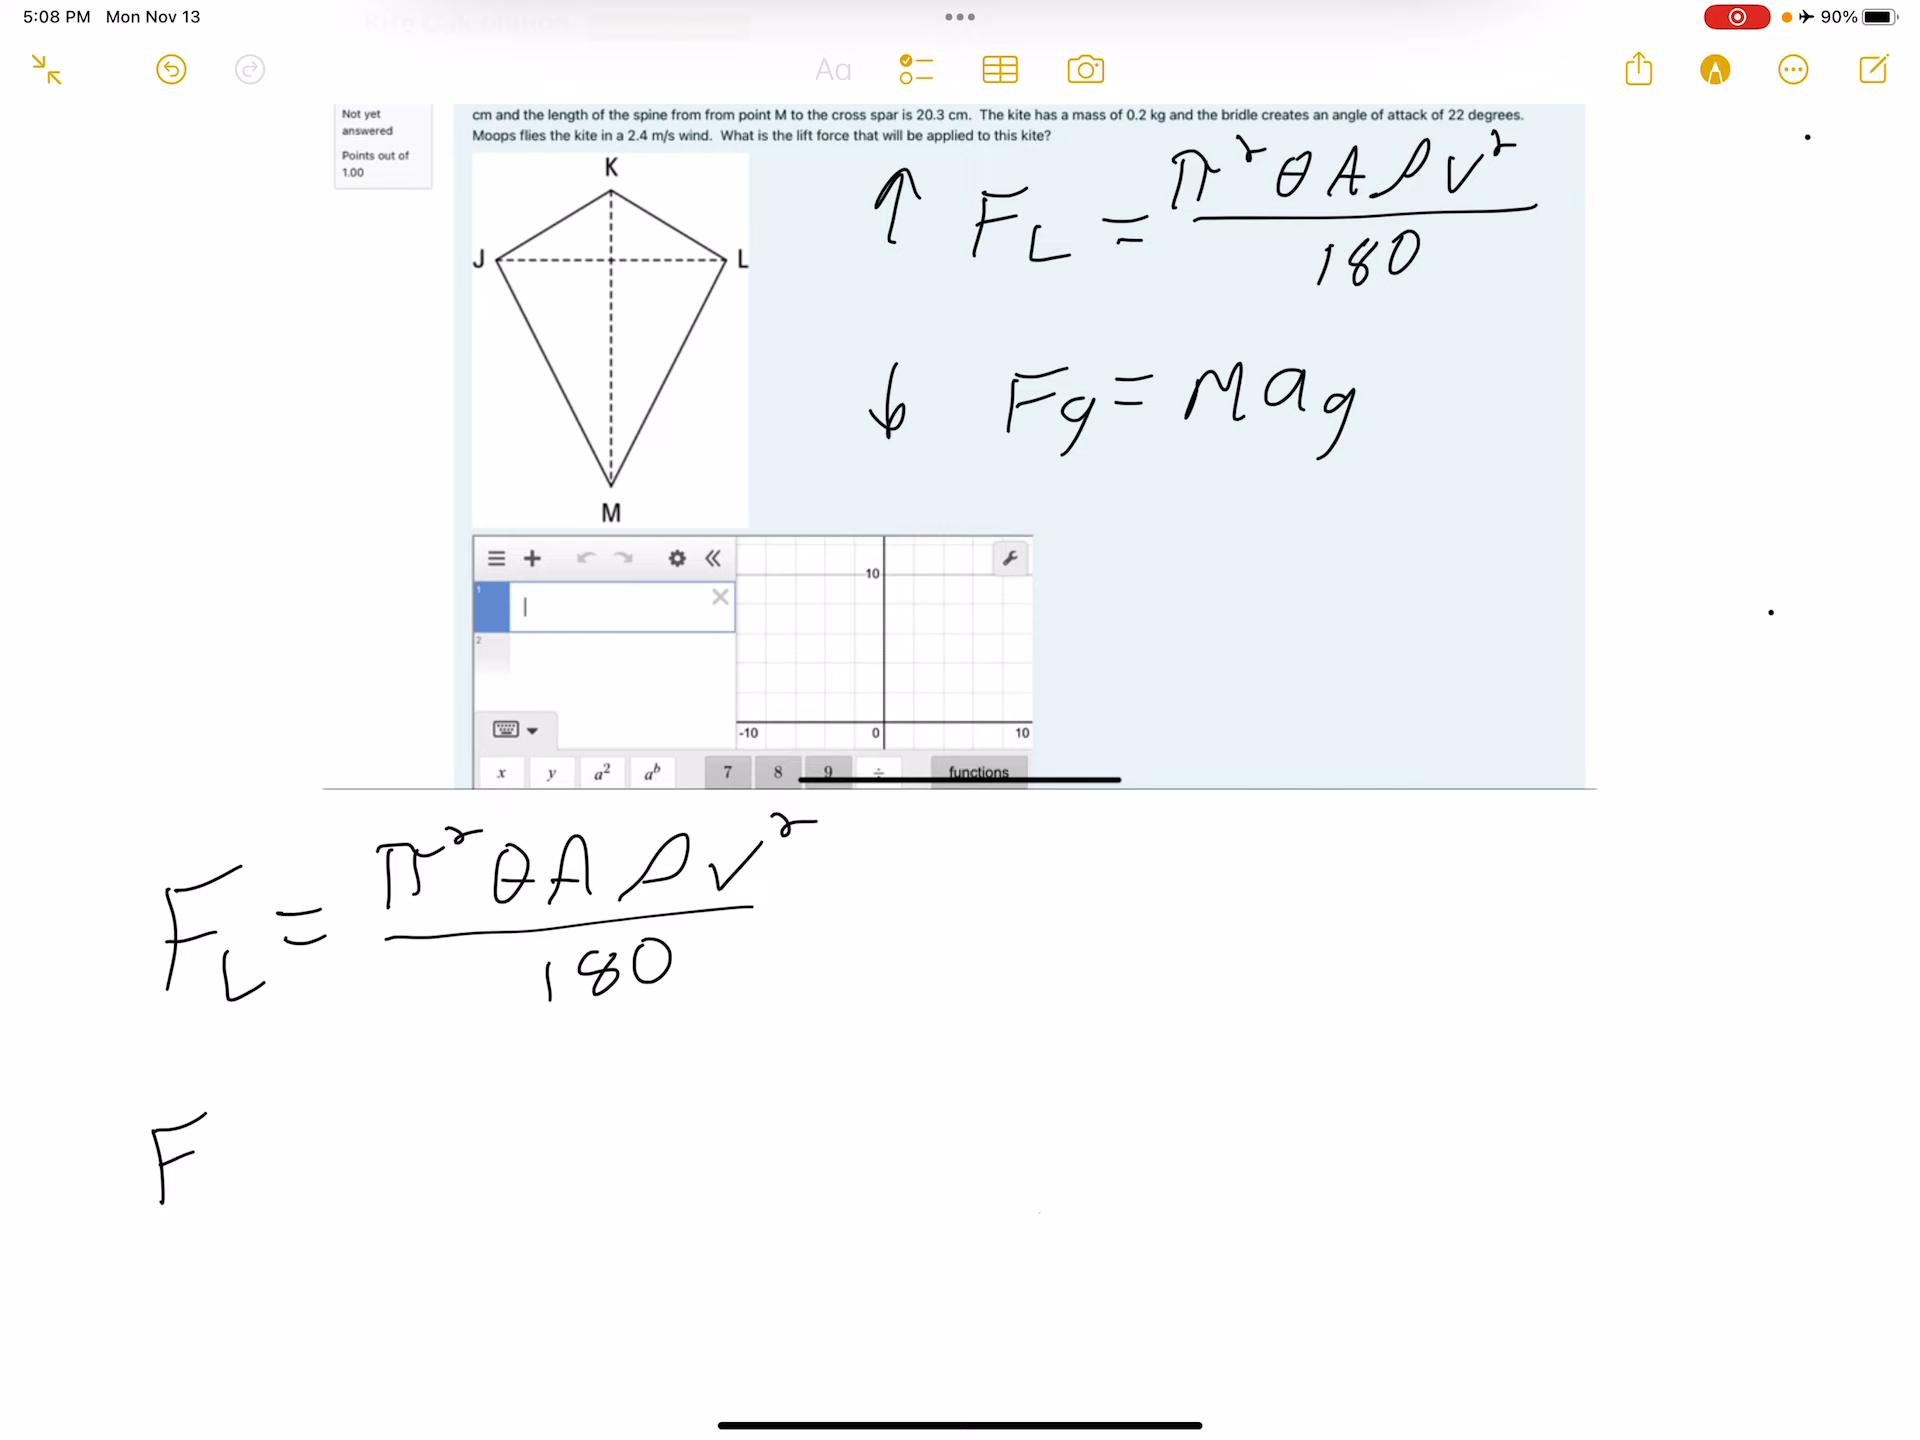 5:08 PM Mon Nov 13
90%
Aa
Not yet
answered
Points out of
1.00
cm and the length of the spine from from point M to the cross spar is 20.3 cm. The kite has a mass of 0.2 kg and the bridle creates an angle of attack of 22 degrees.
Moops flies the kite in a 2.4 m/s wind. What is the lift force that will be applied to this kite?
K
J
L
M
↑ F_L = π²θAρv²
180
↓ Fg = mag
1
2
10
-10
0
10
x y a² aᵇ 7 8 9 ÷ functions
F_L = π²θAρv²
180
F